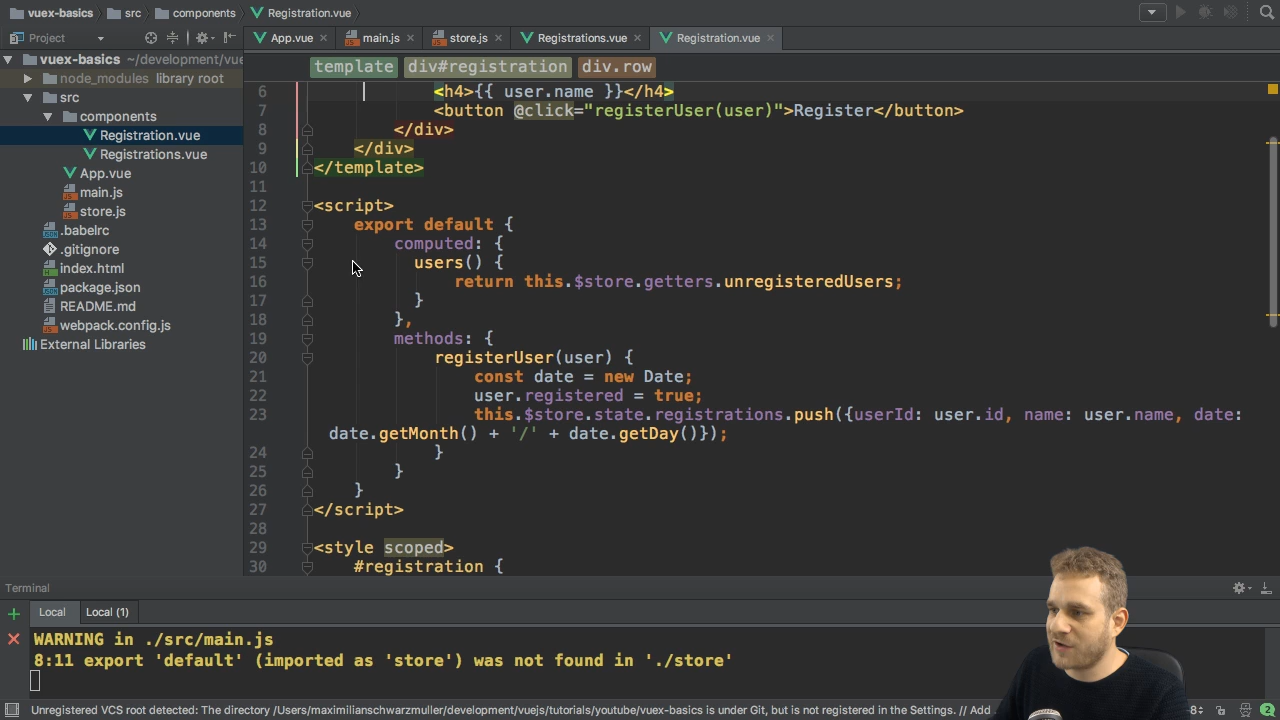 vuex-basics src components Registration.vue
Project App.vue main.js store.js Registrations.vue Registration.vue
vuex-basics ~/development/vue
node_modules library root
src
components
Registration.vue
Registrations.vue
App.vue
main.js
store.js
.babelrc
.gitignore
index.html
package.json
README.md
webpack.config.js
External Libraries
template div#registration div.row
6 <h4>{{ user.name }}</h4>
7 <button @click="registerUser(user)">Register</button>
8 </div>
9 </div>
10 </template>
11
12 <script>
13 export default {
14 computed: {
15 users() {
16 return this.$store.getters.unregisteredUsers;
17 }
18 },
19 methods: {
20 registerUser(user) {
21 const date = new Date;
22 user.registered = true;
23 this.$store.state.registrations.push({userId: user.id, name: user.name, date:
date.getMonth() + '/' + date.getDay()});
24 }
25 }
26 }
27 </script>
28
29 <style scoped>
30 #registration {
Terminal
Local Local (1)
WARNING in ./src/main.js
8:11 export 'default' (imported as 'store') was not found in './store'
Unregistered VCS root detected: The directory /Users/maximilianschwarzmuller/development/vuejs/tutorials/youtube/vuex-basics is under Git, but is not registered in the Settings. // Add
2